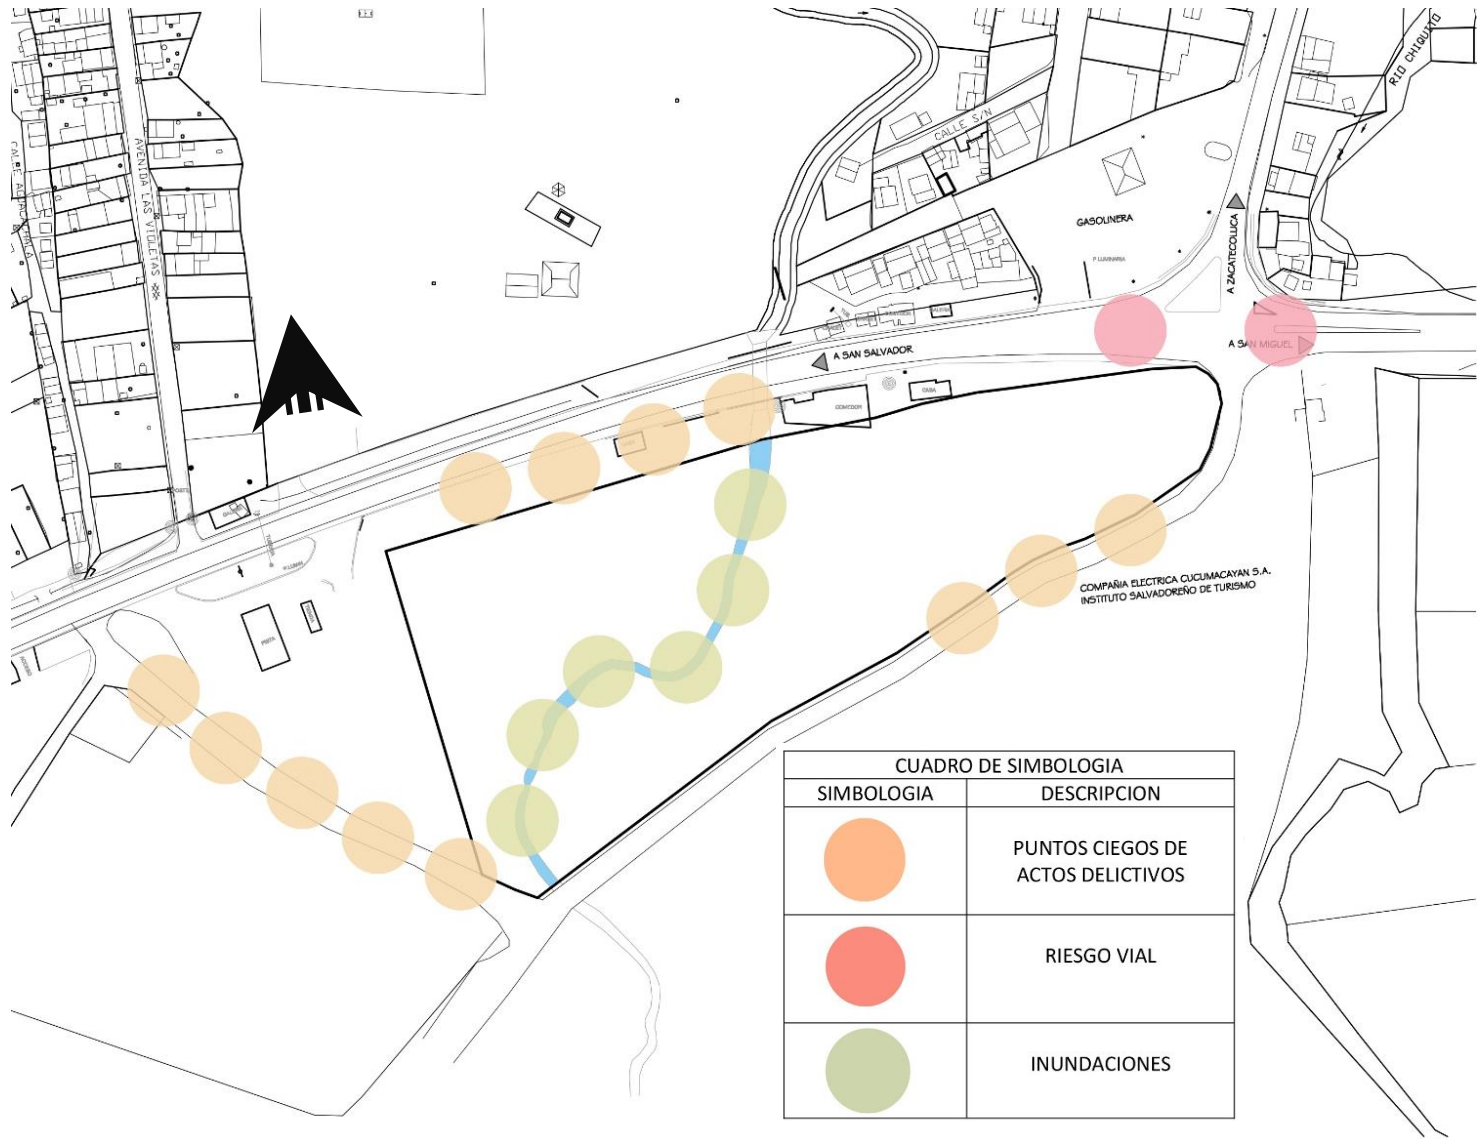 RIO CHIQUITO
CALLE S/N
AVENIDA LAS VIOLETAS
GASOLINERA
A ZACATECOLUCA
P LUMINARIA
A SAN MIGUEL
A SAN SALVADOR
COMEDOR
CASA
COMPAÑIA ELECTRICA CUCUMACAYAN S.A.
INSTITUTO SALVADOREÑO DE TURISMO
CUADRO DE SIMBOLOGIA
SIMBOLOGIA DESCRIPCION
PUNTOS CIEGOS DE
ACTOS DELICTIVOS
RIESGO VIAL
INUNDACIONES